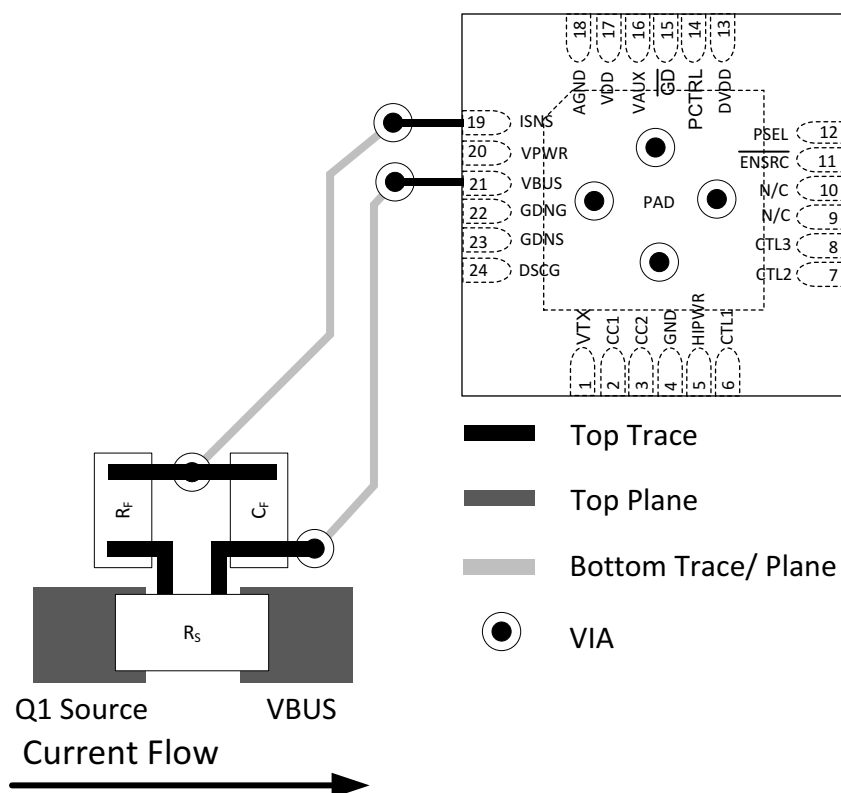 18 17 16 15 14 13
AGND VDD VAUX GD PCTRL DVDD
19 ISNS
20 VPWR
21 VBUS
22 GDNG
23 GDNS
24 DSCG
PSEL 12
ENSRC 11
N/C 10
N/C 9
CTL3 8
CTL2 7
PAD
VTX CC1 CC2 GND HIPWR CTL1
1 2 3 4 5 6
Top Trace
Top Plane
Bottom Trace/ Plane
VIA
RF
CF
RS
Q1 Source
VBUS
Current Flow